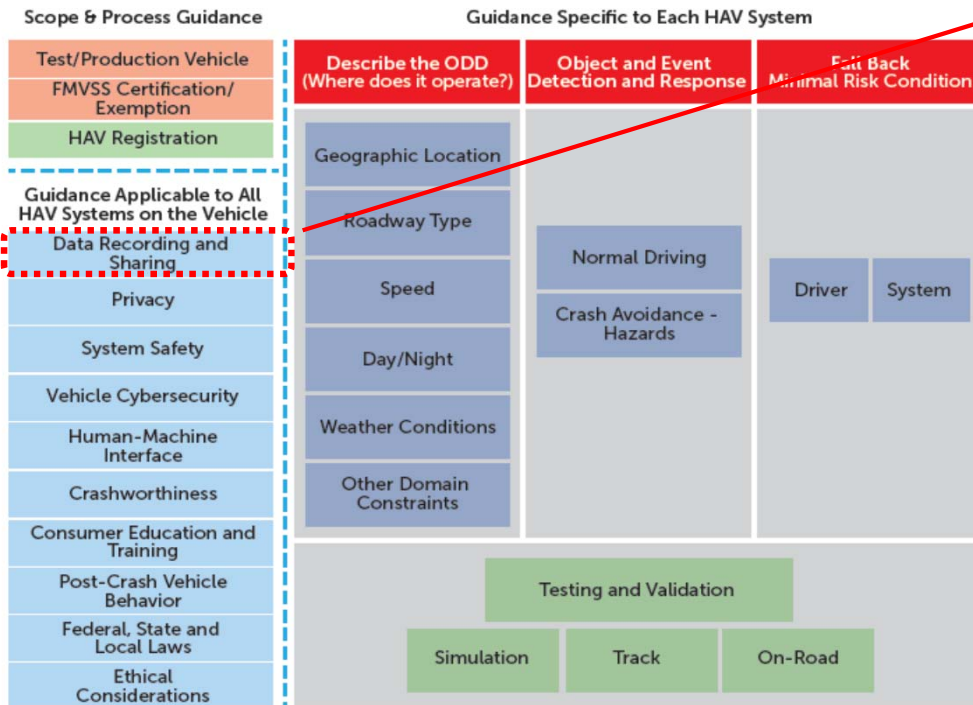 Scope & Process Guidance
Test/Production Vehicle
FMVSS Certification/
Exemption
HAV Registration
Guidance Applicable to All
HAV Systems on the Vehicle
Data Recording and
Sharing
Privacy
System Safety
Vehicle Cybersecurity
Human-Machine
Interface
Crashworthiness
Consumer Education and
Training
Post-Crash Vehicle
Behavior
Federal, State and
Local Laws
Ethical
Considerations
Guidance Specific to Each HAV System
Describe the ODD
(Where does it operate?)
Geographic Location
Roadway Type
Speed
Day/Night
Weather Conditions
Other Domain
Constraints
Object and Event
Detection and Response
Normal Driving
Crash Avoidance -
Hazards
Fall Back
Minimal Risk Condition
Driver
System
Testing and Validation
Simulation
Track
On-Road